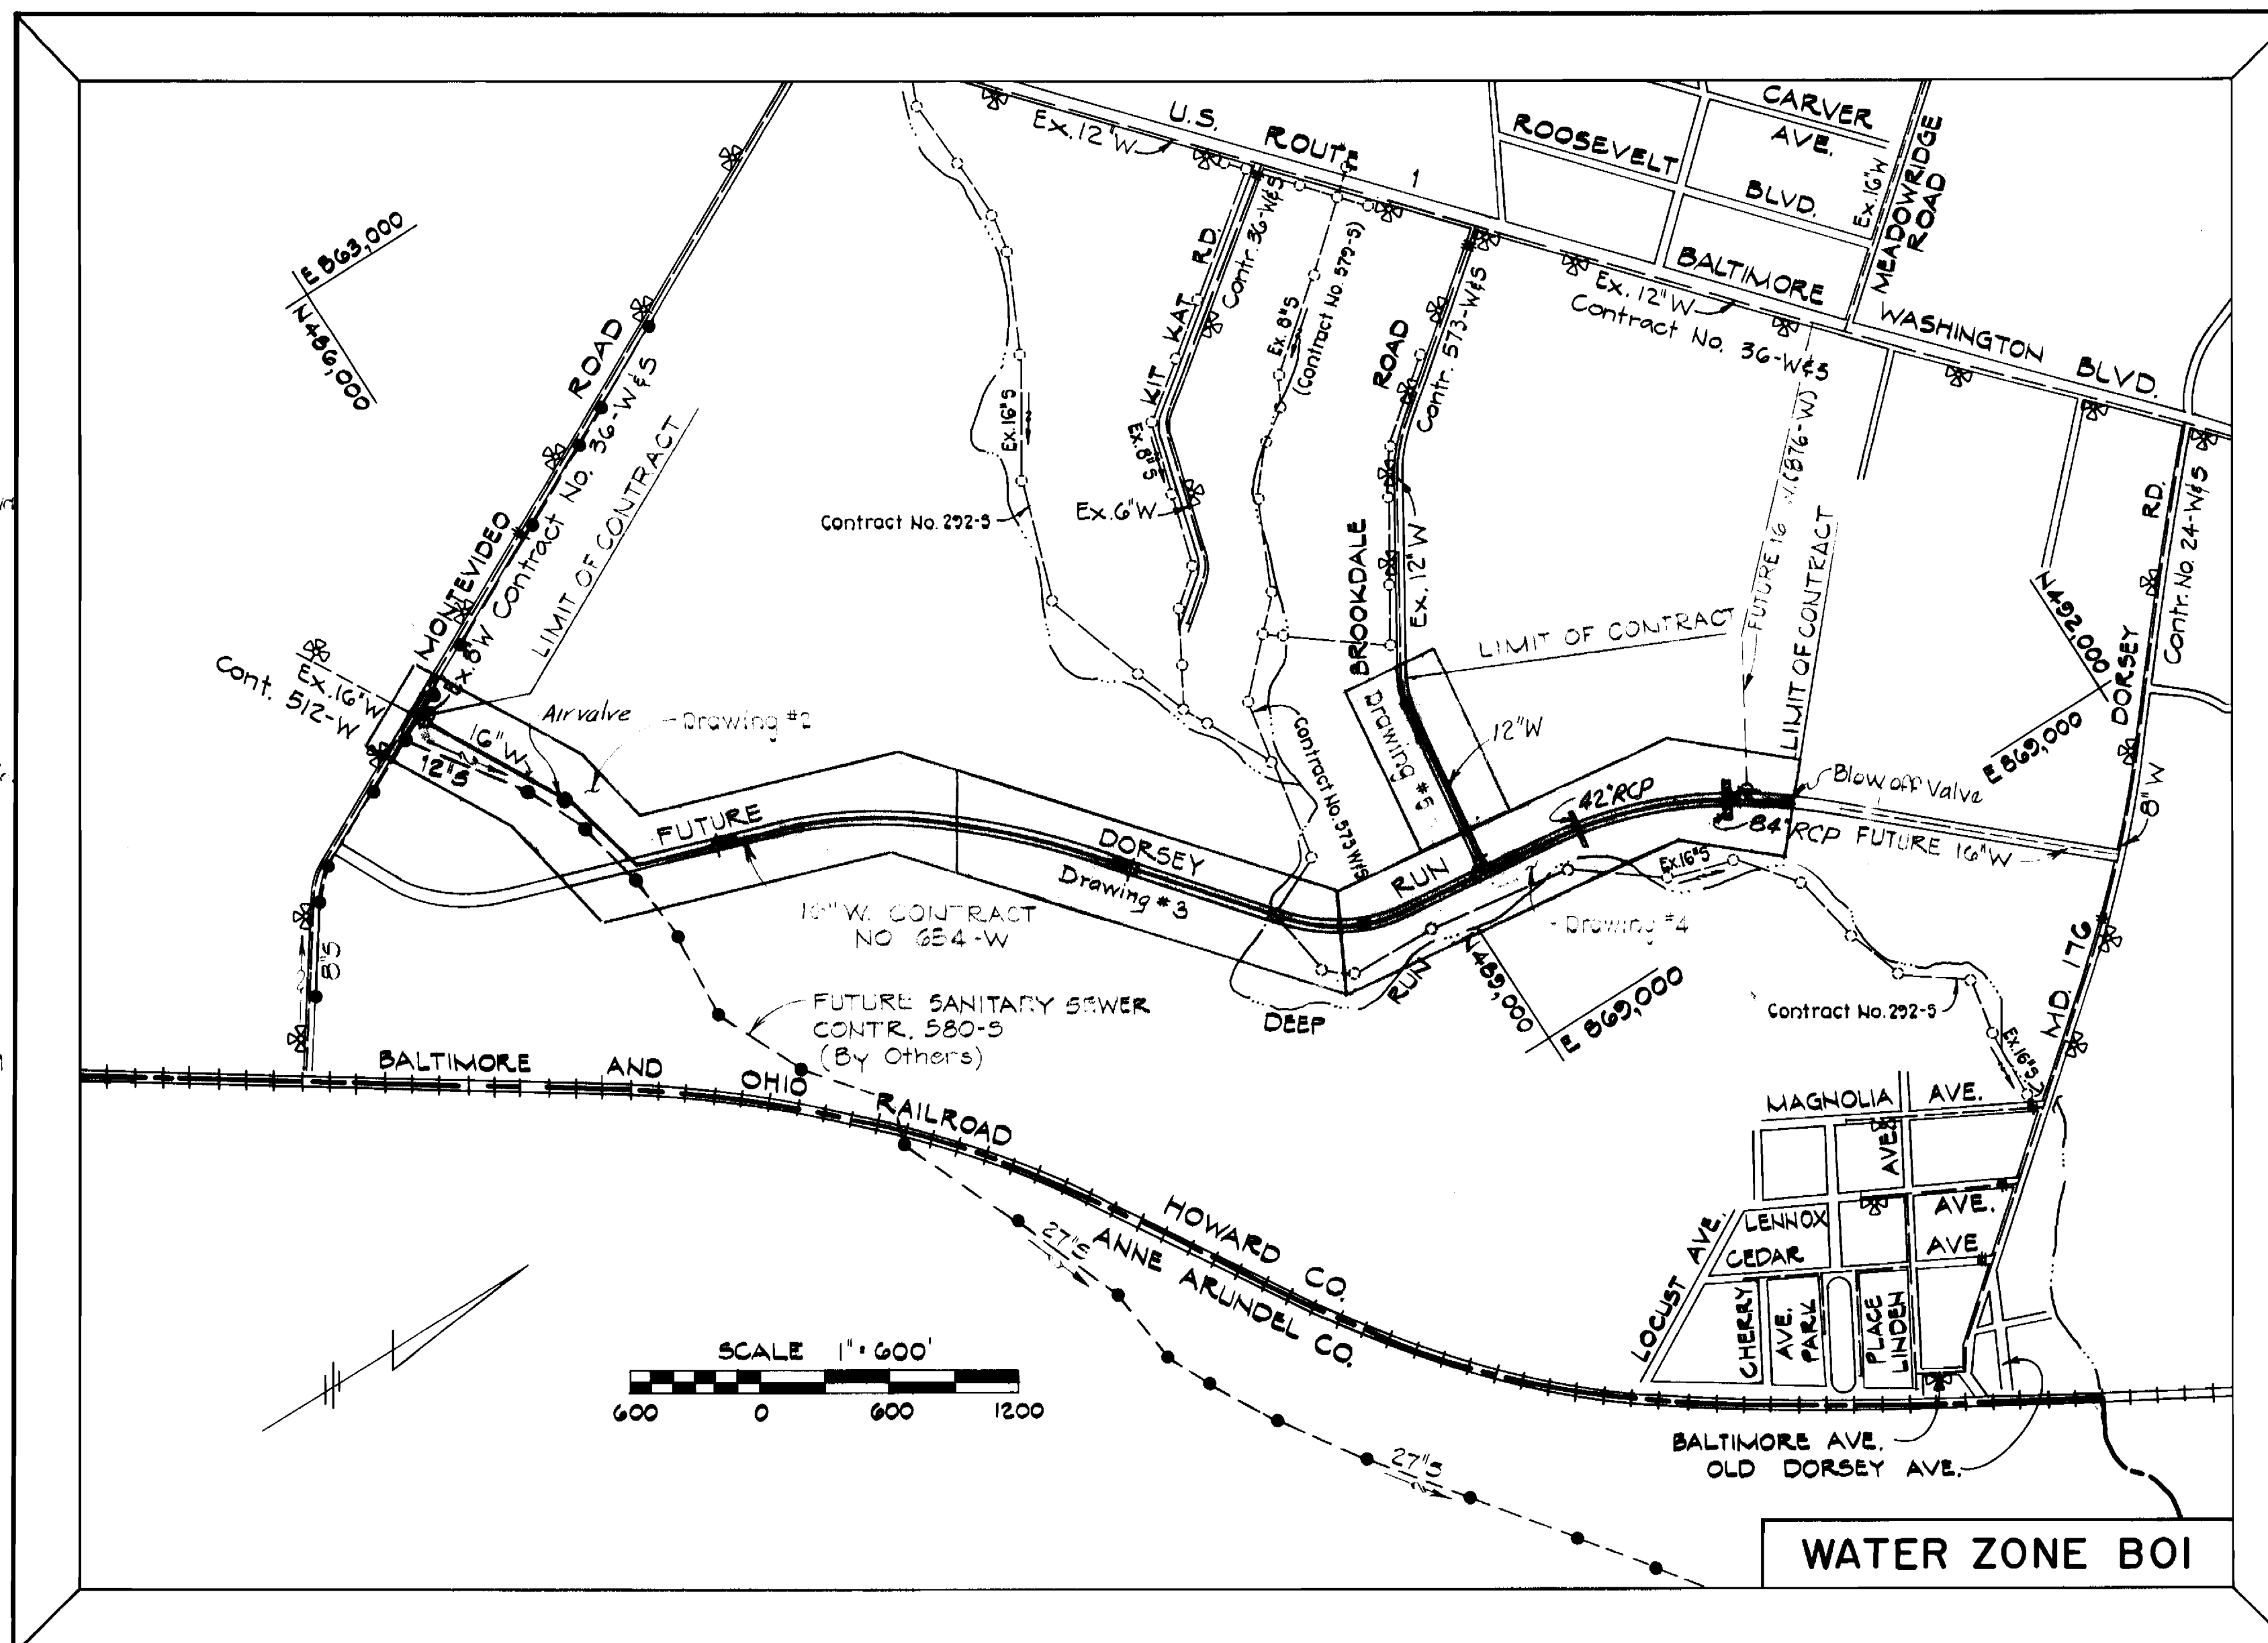 U.S. ROUTE 1
Ex. 12" W
CARVER
AVE.
ROOSEVELT
BLVD.
Ex. 16" W
MEADOWRIDGE
ROAD
BALTIMORE
WASHINGTON BLVD.
Ex. 12" W
Contract No. 36-W&S
E 863,000
N 486,000
MONTEVIDEO ROAD
Ex. 8" W Contract No. 36-W&S
LIMIT OF CONTRACT
Ex. 16" W
Cont. 512-W
Ex. 16"S
Contract No. 292-S
KIT KAT RD.
Contr. 36-W&S
Ex. 8"S
Ex. 6"W
Ex. 8"S
(Contract No. 579-S)
BROOKDALE ROAD
Contr. 573-W&S
Ex. 12" W
Contract No. 573 W&S
LIMIT OF CONTRACT
FUTURE 16" W. (876-W)
LIMIT OF CONTRACT
DORSEY RD.
Contr. No. 24-W&S
N 492,000
E 869,000
8" W
MD. 176
16" W
12"S
Air valve
- Drawing #2
FUTURE DORSEY RUN
Drawing #3
Drawing #5
12"W
42" RCP
84" RCP
Blow off Valve
FUTURE 16"W
Ex. 16"S
- Drawing #4
16" W. CONTRACT
NO 654-W
8"S
FUTURE SANITARY SEWER
CONTR. 580-S
(By Others)
DEEP RUN
N 489,000
E 869,000
Contract No. 292-S
Ex. 16"S
BALTIMORE AND OHIO RAILROAD
HOWARD CO.
ANNE ARUNDEL CO.
27"S
27"S
MAGNOLIA AVE.
AVES
LENNOX AVE.
CEDAR AVE
LOCUST AVE.
CHERRY
AVE.
PARK
PLACE
LINDEN
BALTIMORE AVE.
OLD DORSEY AVE.
SCALE 1" = 600'
600 0 600 1200
WATER ZONE BO1